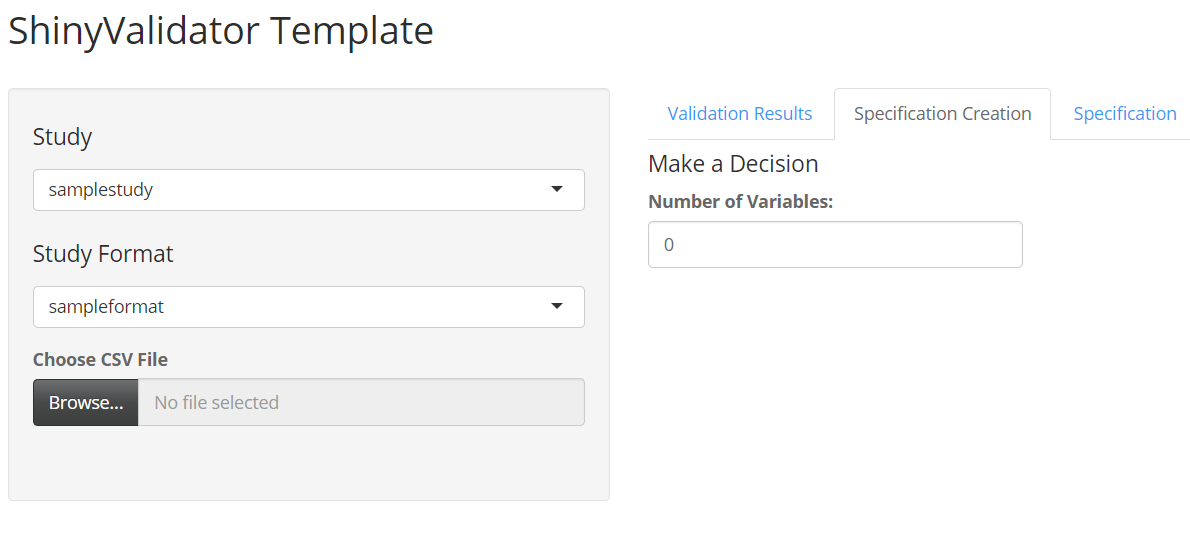 ShinyValidator Template
Study
samplestudy
Study Format
sampleformat
Choose CSV File
Browse... No file selected
Validation Results Specification Creation Specification
Make a Decision
Number of Variables:
0